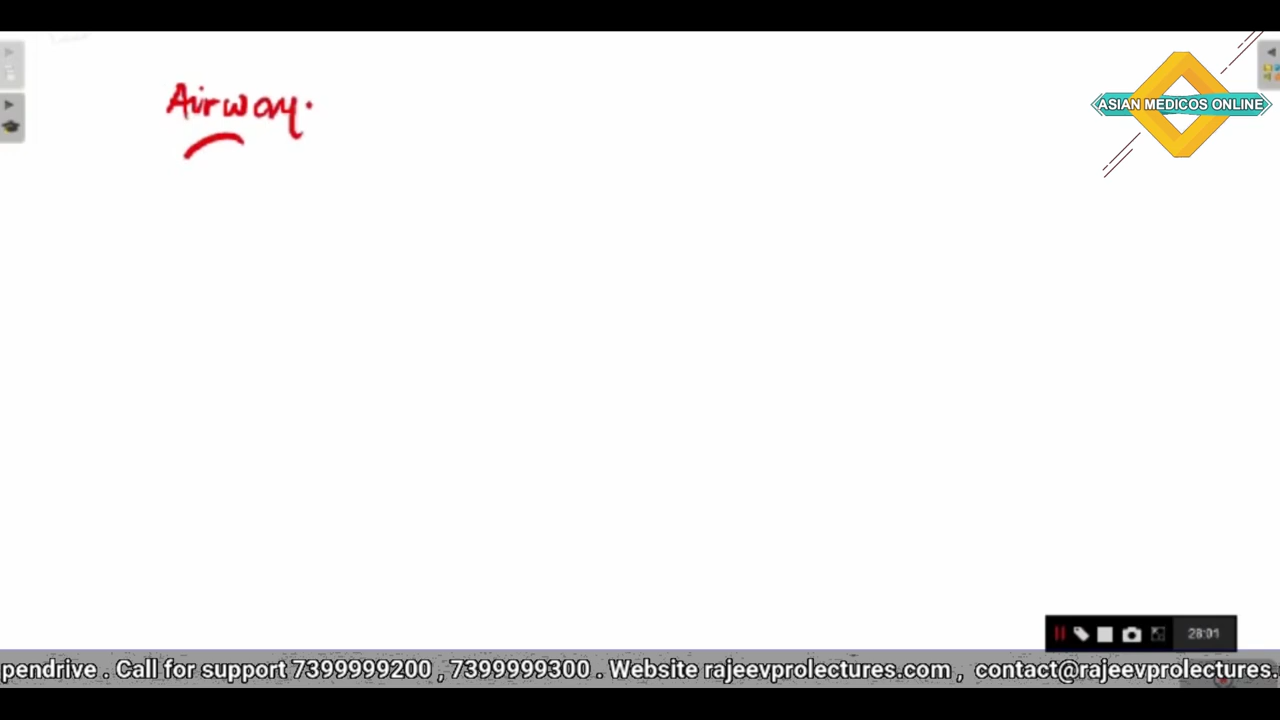 Airway.
ASIAN MEDICOS ONLINE
28:01
pendrive . Call for support 7399999200 , 7399999300 . Website rajeevprolectures.com , contact@rajeevprolectures.